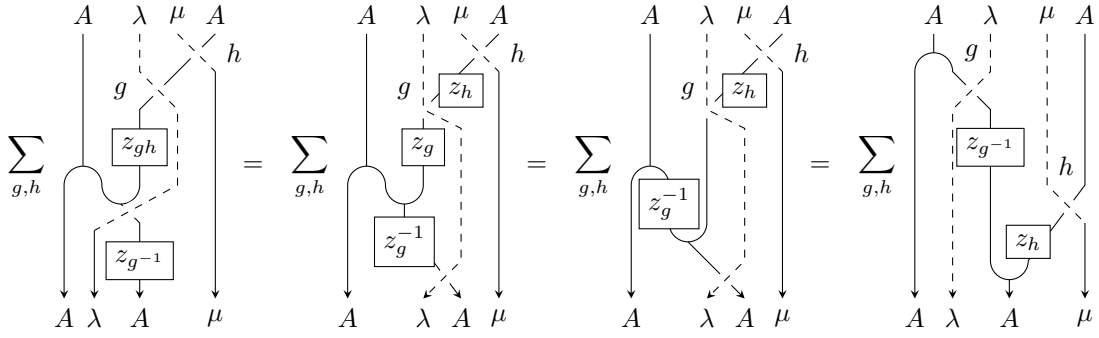 A λ μ A A λ μ A A λ μ A A λ μ A
g h g z_h h g z_h h g
∑_{g,h} z_{gh} = ∑_{g,h} z_g = ∑_{g,h} z_g^{-1} = ∑_{g,h} z_{g^{-1}} h
z_{g^{-1}} z_g^{-1} z_h
A λ A μ A λ A μ A λ A μ A λ A μ